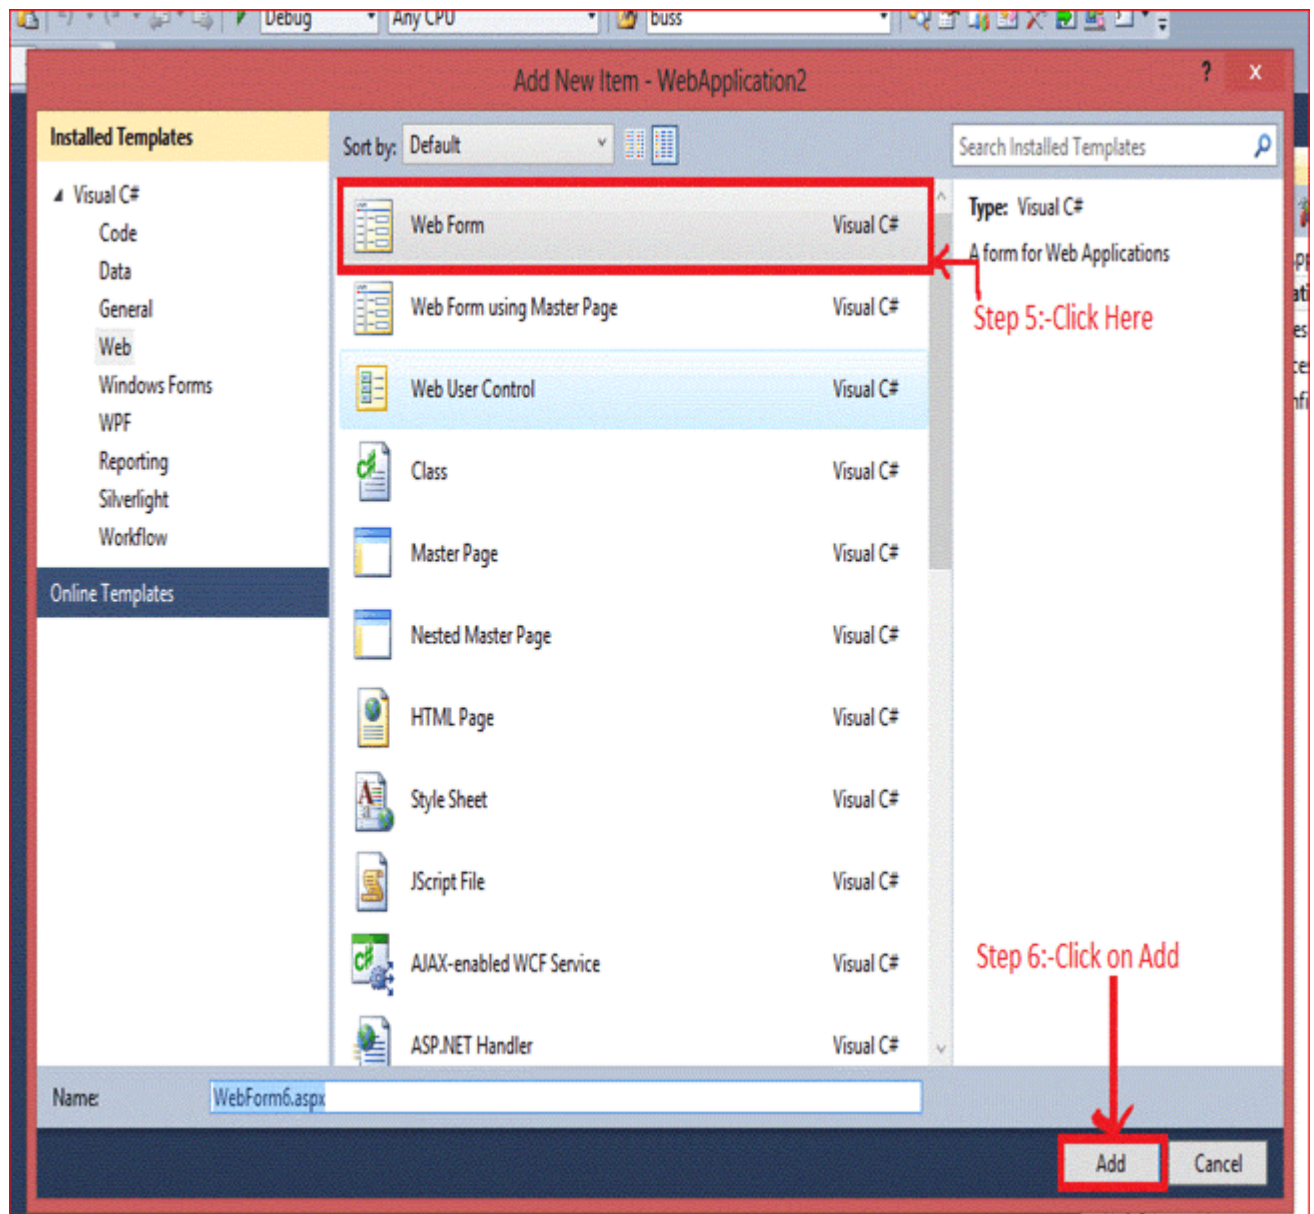 Debug Any CPU buss
Add New Item - WebApplication2 ? x
Installed Templates
Sort by: Default
Search Installed Templates
Visual C#
Code
Data
General
Web
Windows Forms
WPF
Reporting
Silverlight
Workflow
Online Templates
Web Form Visual C#
Web Form using Master Page Visual C#
Web User Control Visual C#
Class Visual C#
Master Page Visual C#
Nested Master Page Visual C#
HTML Page Visual C#
Style Sheet Visual C#
JScript File Visual C#
AJAX-enabled WCF Service Visual C#
ASP.NET Handler Visual C#
Type: Visual C#
A form for Web Applications
Step 5:-Click Here
Step 6:-Click on Add
Name: WebForm6.aspx
Add Cancel